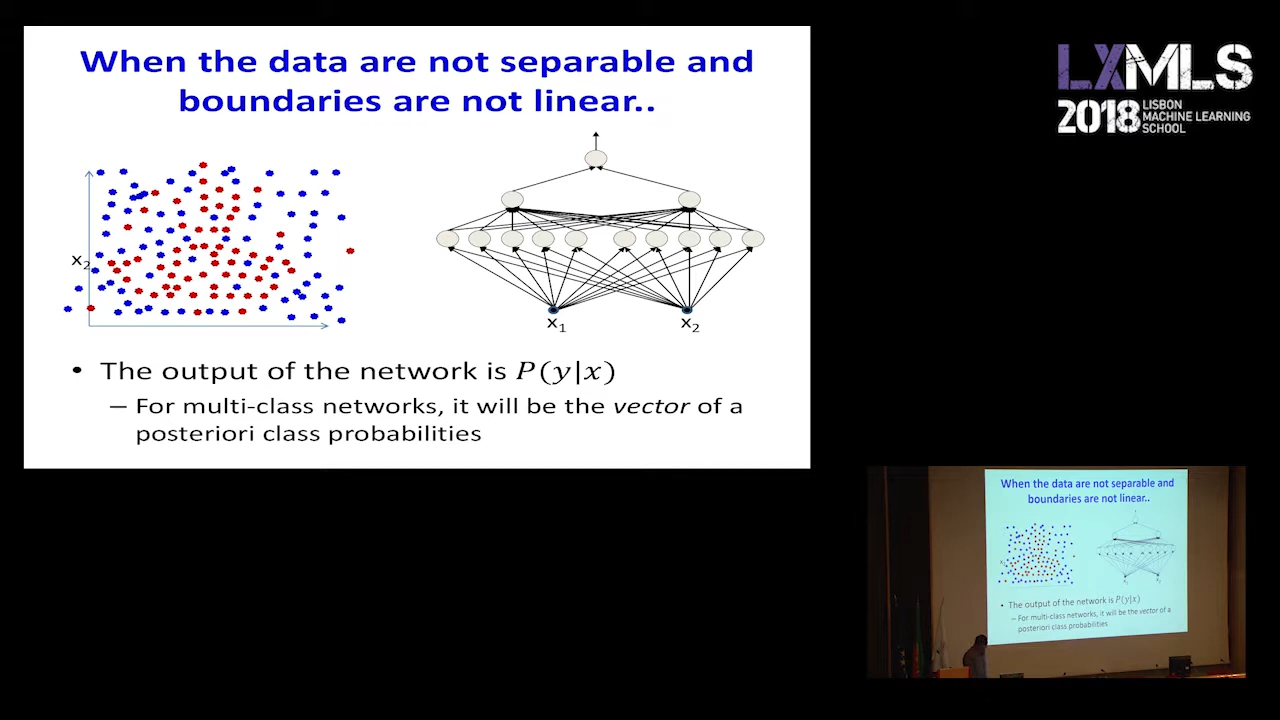 When the data are not separable and
boundaries are not linear..
x2
x1
x2
• The output of the network is P(y|x)
– For multi-class networks, it will be the vector of a
posteriori class probabilities
LXMLS
2018 LISBON
MACHINE LEARNING
SCHOOL
When the data are not separable and
boundaries are not linear..
• The output of the network is P(y|x)
– For multi-class networks, it will be the vector of a
posteriori class probabilities